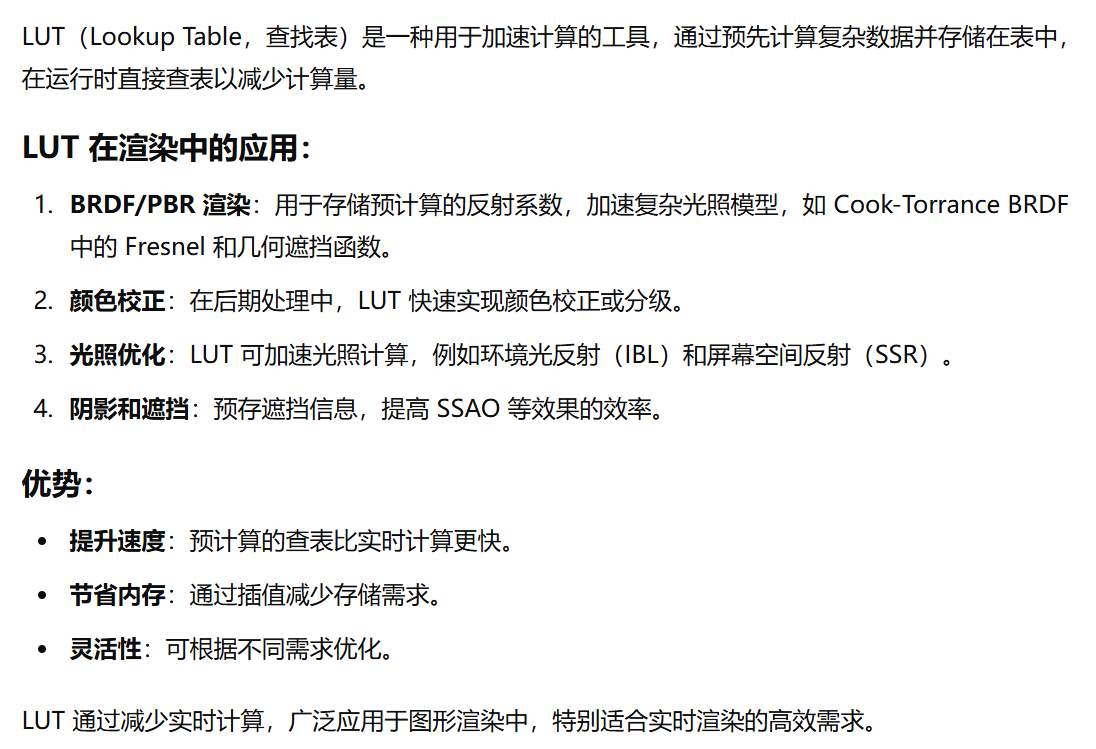 LUT（Lookup Table，查找表）是一种用于加速计算的工具，通过预先计算复杂数据并存储在表中，
在运行时直接查表以减少计算量。
LUT 在渲染中的应用：
1. BRDF/PBR 渲染：用于存储预计算的反射系数，加速复杂光照模型，如 Cook-Torrance BRDF
中的 Fresnel 和几何遮挡函数。
2. 颜色校正：在后期处理中，LUT 快速实现颜色校正或分级。
3. 光照优化：LUT 可加速光照计算，例如环境光反射（IBL）和屏幕空间反射（SSR）。
4. 阴影和遮挡：预存遮挡信息，提高 SSAO 等效果的效率。
优势：
• 提升速度：预计算的查表比实时计算更快。
• 节省内存：通过插值减少存储需求。
• 灵活性：可根据不同需求优化。
LUT 通过减少实时计算，广泛应用于图形渲染中，特别适合实时渲染的高效需求。